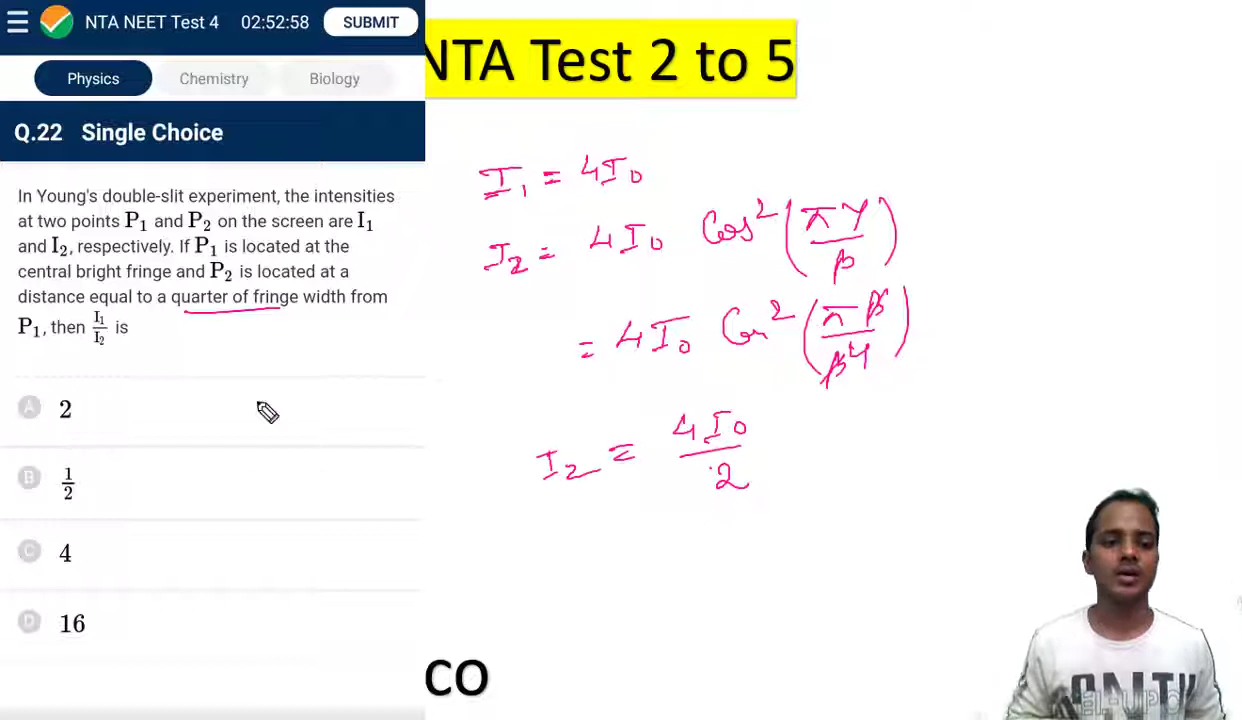 NTA NEET Test 4 02:52:58 SUBMIT
NTA Test 2 to 5
Physics Chemistry Biology
Q.22 Single Choice
In Young's double-slit experiment, the intensities
at two points P₁ and P₂ on the screen are I₁
and I₂, respectively. If P₁ is located at the
central bright fringe and P₂ is located at a
distance equal to a quarter of fringe width from
P₁, then I₁/I₂ is
A 2
B 1/2
C 4
D 16
I₁ = 4I₀
I₂ = 4I₀ Cos² (πy/β)
= 4I₀ Cos² (πβ/β4)
I₂ = 4I₀/2
co